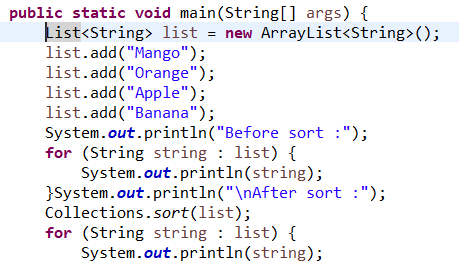 public static void main(String[] args) {
List<String> list = new ArrayList<String>();
list.add("Mango");
list.add("Orange");
list.add("Apple");
list.add("Banana");
System.out.println("Before sort :");
for (String string : list) {
System.out.println(string);
}System.out.println("\nAfter sort :");
Collections.sort(list);
for (String string : list) {
System.out.println(string);